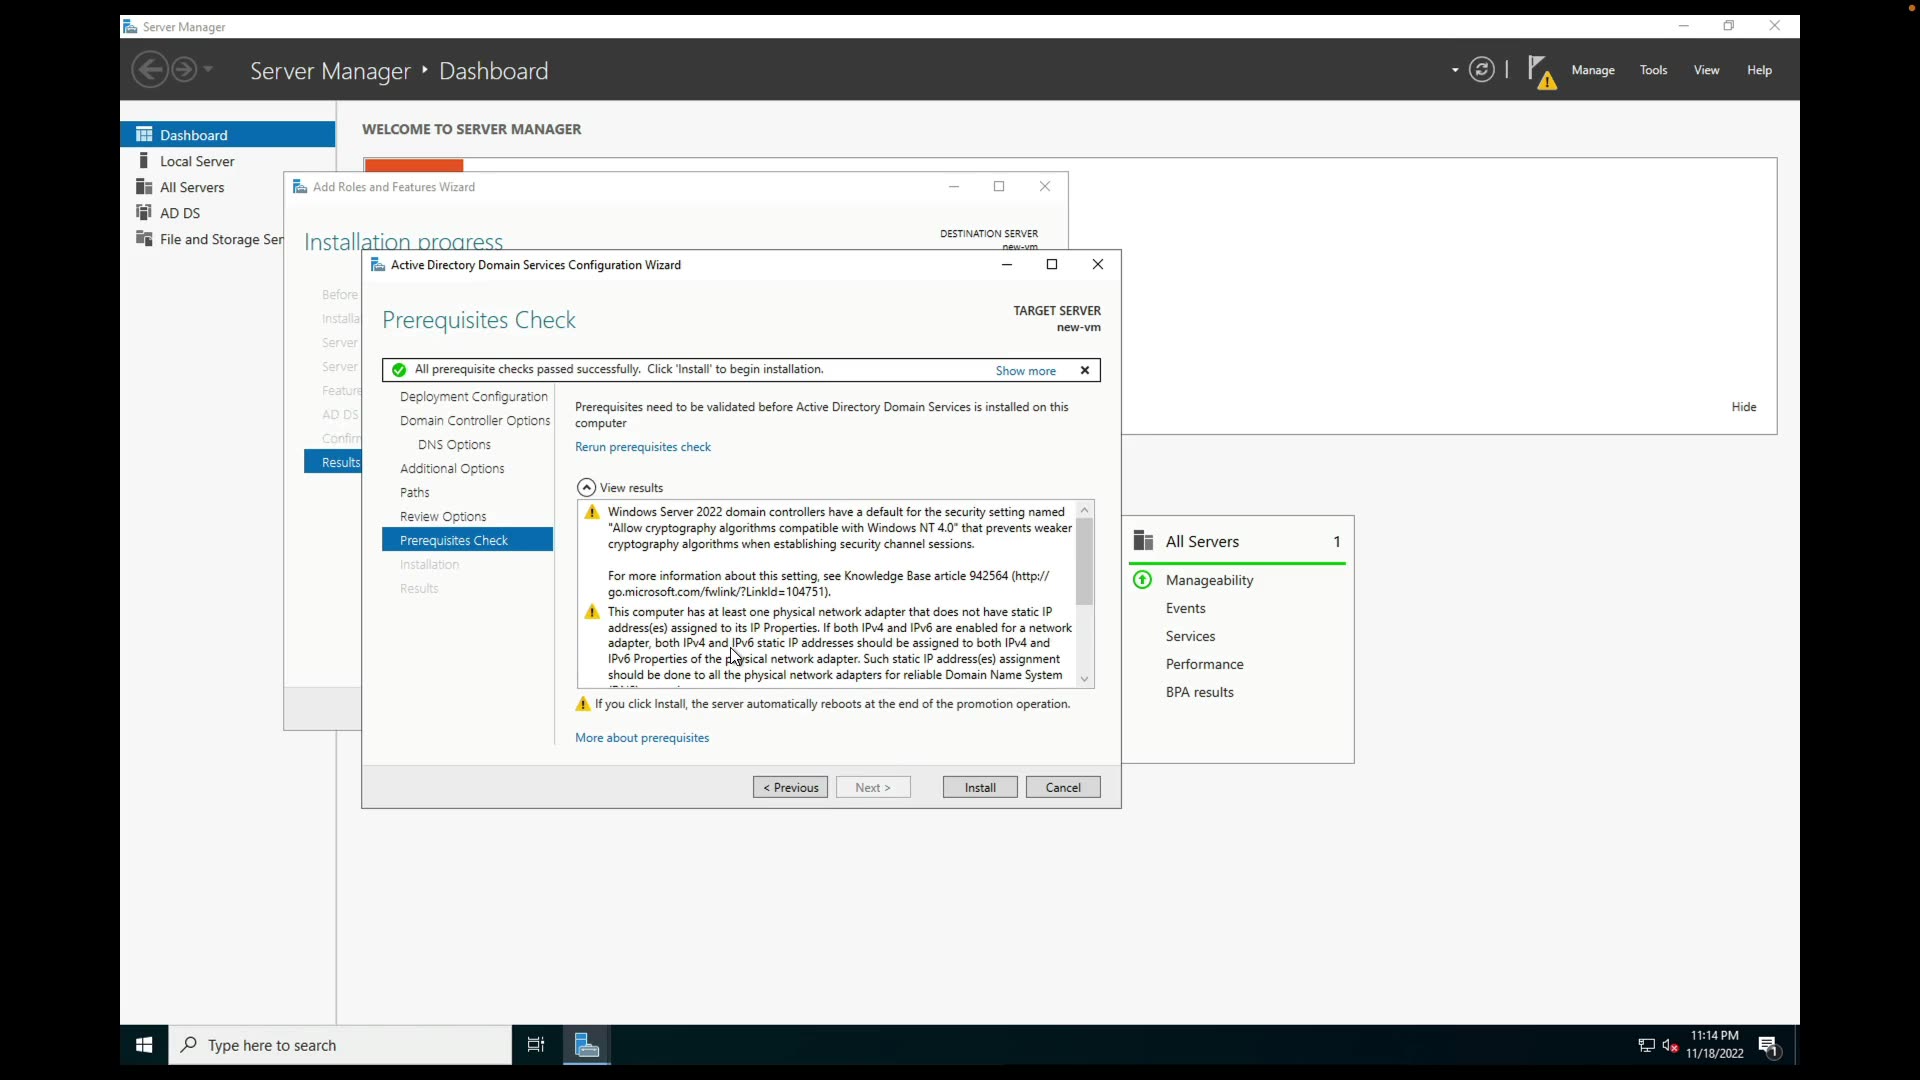 Server Manager
Server Manager ‣ Dashboard
Manage
Tools
View
Help
Dashboard
Local Server
All Servers
AD DS
File and Storage Ser
WELCOME TO SERVER MANAGER
Hide
Add Roles and Features Wizard
Installation progress
DESTINATION SERVER
new-vm
Before
Installa
Server
Server
Feature
AD DS
Confirm
Results
Active Directory Domain Services Configuration Wizard
Prerequisites Check
TARGET SERVER
new-vm
All prerequisite checks passed successfully. Click 'Install' to begin installation.
Show more
Deployment Configuration
Domain Controller Options
DNS Options
Additional Options
Paths
Review Options
Prerequisites Check
Installation
Results
Prerequisites need to be validated before Active Directory Domain Services is installed on this
computer
Rerun prerequisites check
View results
Windows Server 2022 domain controllers have a default for the security setting named
"Allow cryptography algorithms compatible with Windows NT 4.0" that prevents weaker
cryptography algorithms when establishing security channel sessions.
For more information about this setting, see Knowledge Base article 942564 (http://
go.microsoft.com/fwlink/?LinkId=104751).
This computer has at least one physical network adapter that does not have static IP
address(es) assigned to its IP Properties. If both IPv4 and IPv6 are enabled for a network
adapter, both IPv4 and IPv6 static IP addresses should be assigned to both IPv4 and
IPv6 Properties of the physical network adapter. Such static IP address(es) assignment
should be done to all the physical network adapters for reliable Domain Name System
If you click Install, the server automatically reboots at the end of the promotion operation.
More about prerequisites
< Previous
Next >
Install
Cancel
All Servers
1
Manageability
Events
Services
Performance
BPA results
Type here to search
11:14 PM
11/18/2022
1